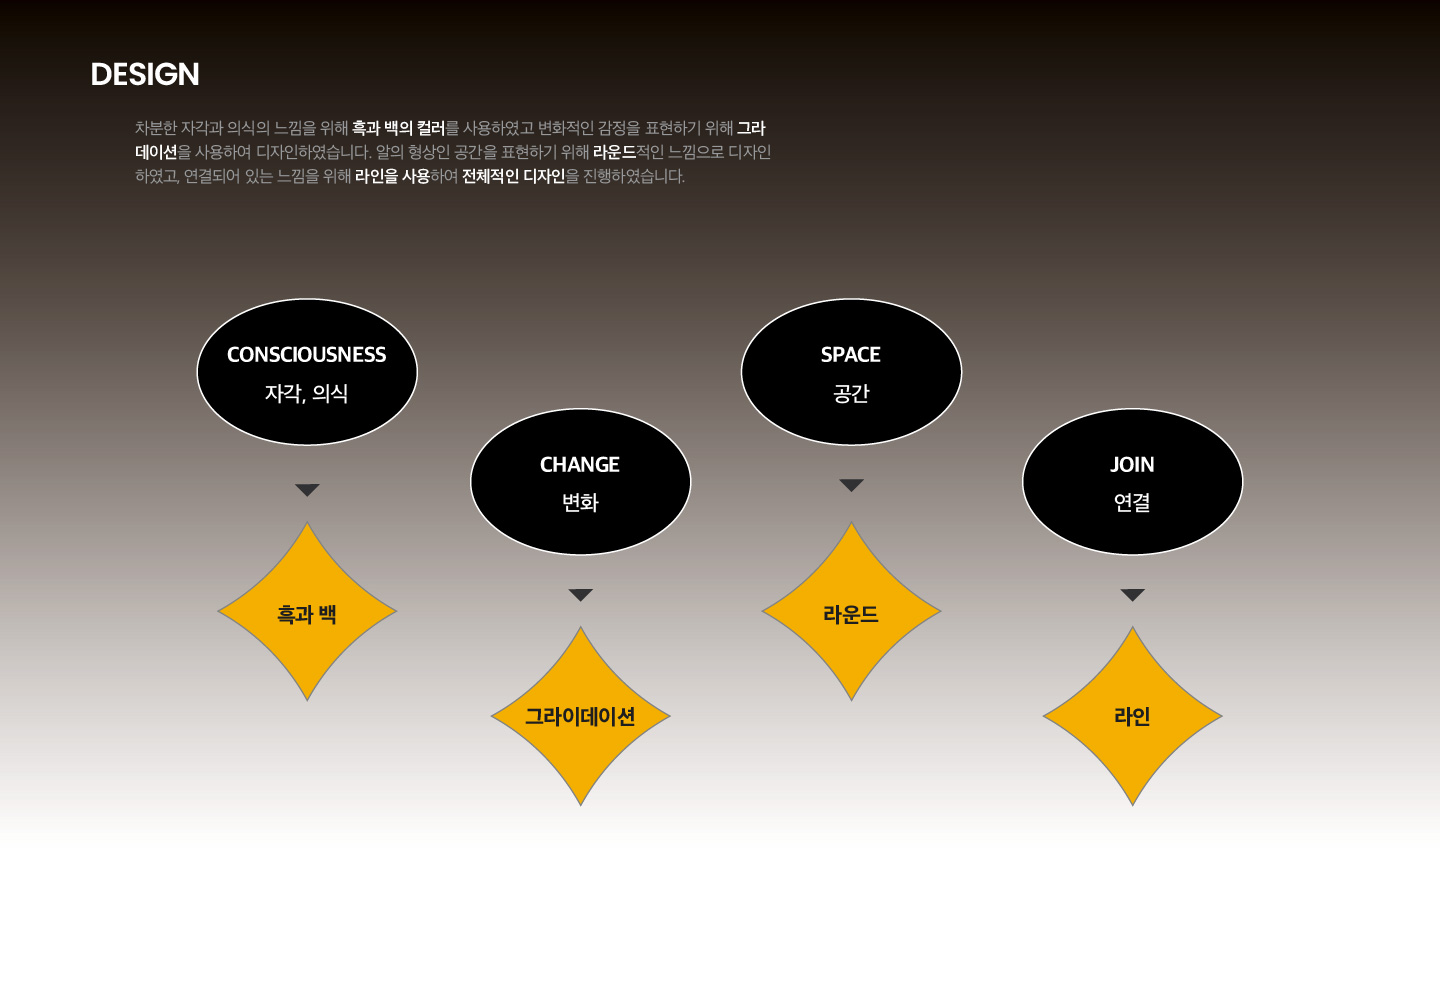 DESIGN
차분한 자각과 의식의 느낌을 위해 흑과 백의 컬러를 사용하였고 변화적인 감정을 표현하기 위해 그라
데이션을 사용하여 디자인하였습니다. 알의 형상인 공간을 표현하기 위해 라운드적인 느낌으로 디자인
하였고, 연결되어 있는 느낌을 위해 라인을 사용하여 전체적인 디자인을 진행하였습니다.
CONSCIOUSNESS
자각, 의식
흑과 백
CHANGE
변화
그라이데이션
SPACE
공간
라운드
JOIN
연결
라인